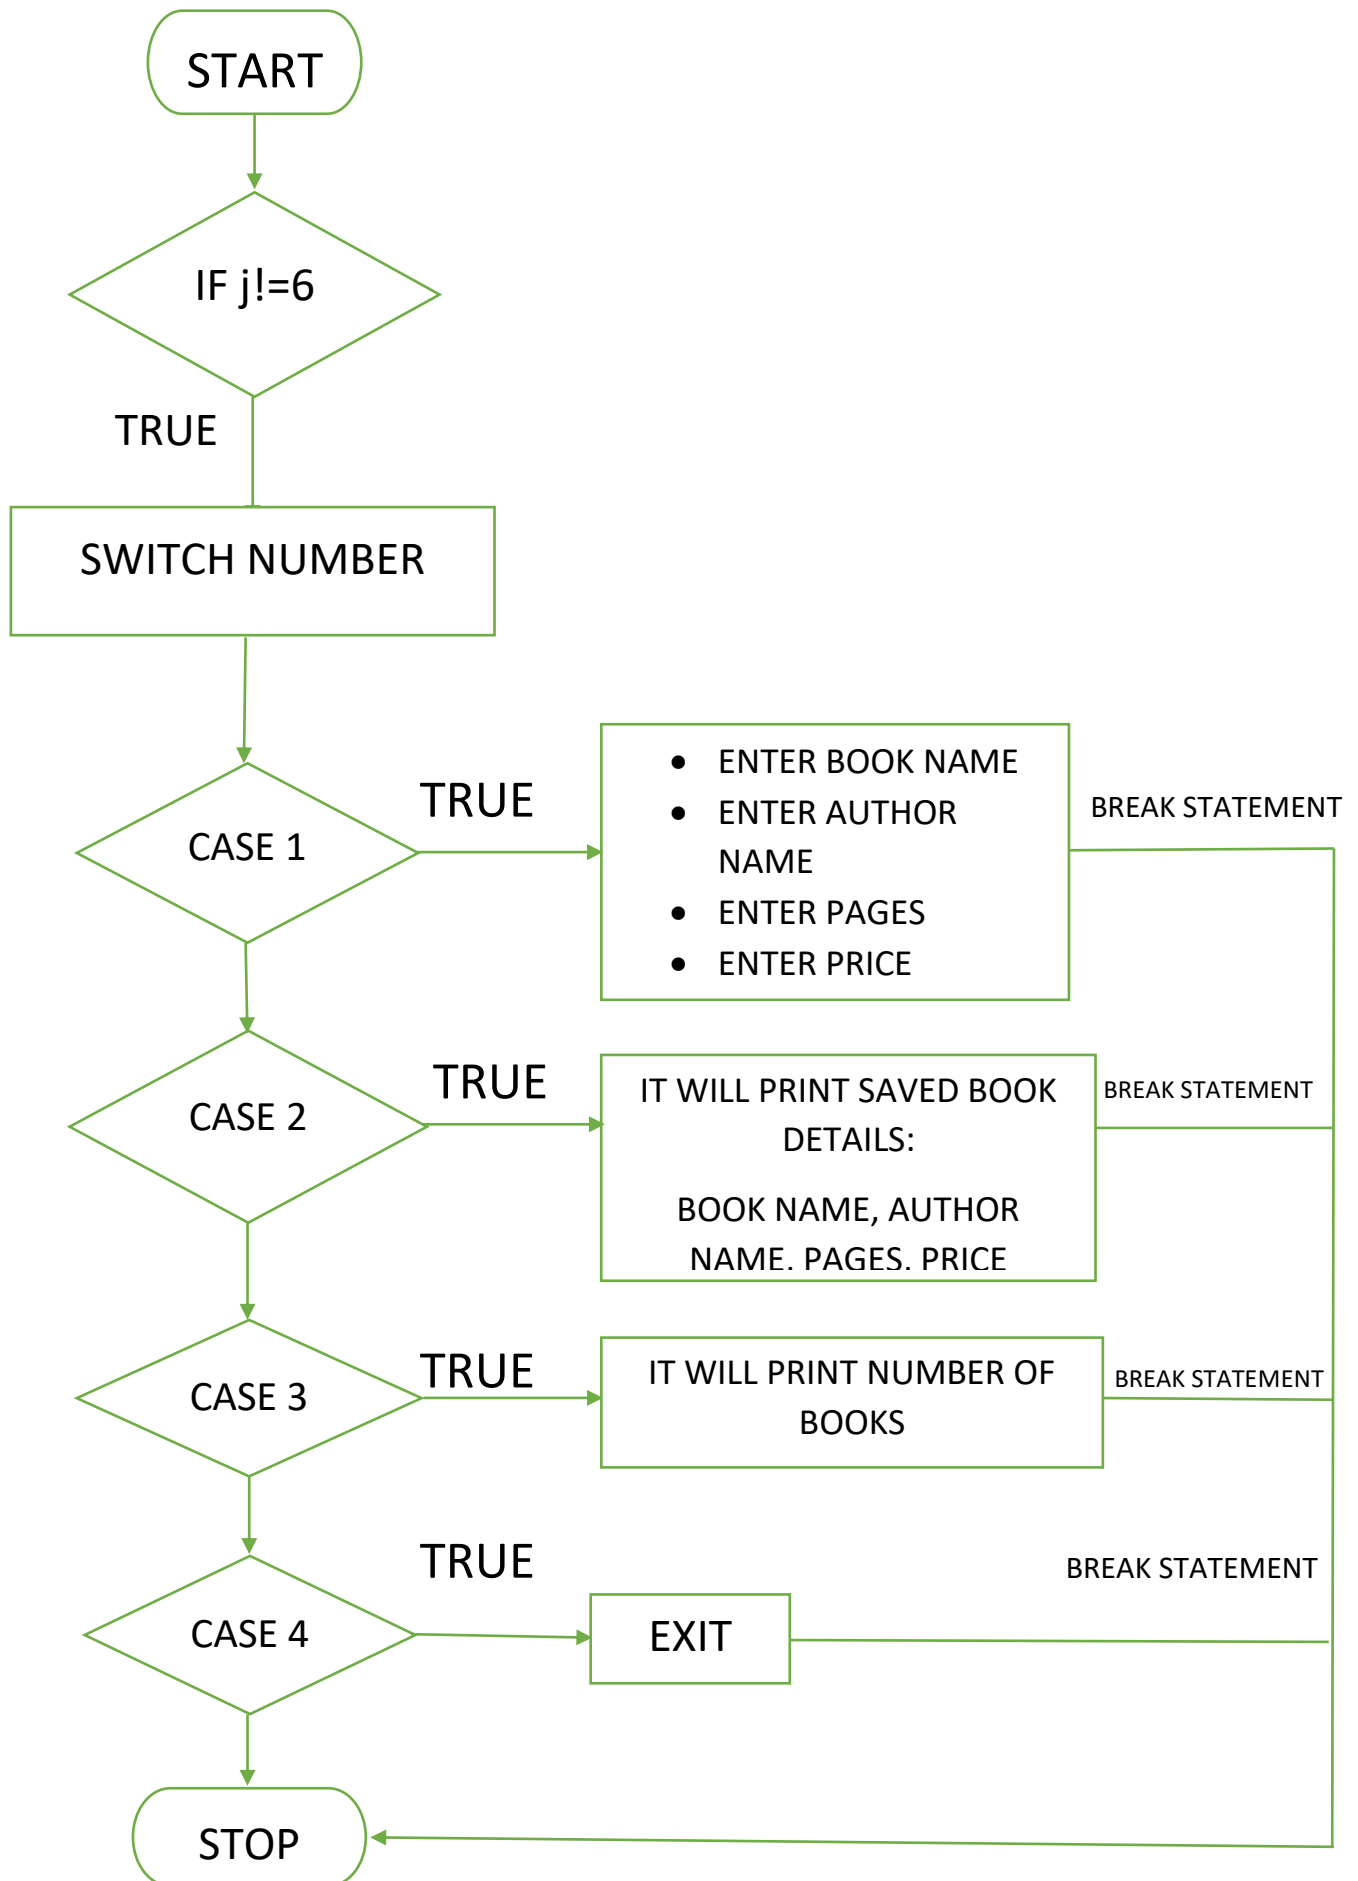 START
IF j!=6
TRUE
SWITCH NUMBER
CASE 1
TRUE
• ENTER BOOK NAME
• ENTER AUTHOR
NAME
• ENTER PAGES
• ENTER PRICE
BREAK STATEMENT
CASE 2
TRUE
IT WILL PRINT SAVED BOOK
DETAILS:
BOOK NAME, AUTHOR
NAME, PAGES, PRICE
BREAK STATEMENT
CASE 3
TRUE
IT WILL PRINT NUMBER OF
BOOKS
BREAK STATEMENT
CASE 4
TRUE
EXIT
BREAK STATEMENT
STOP